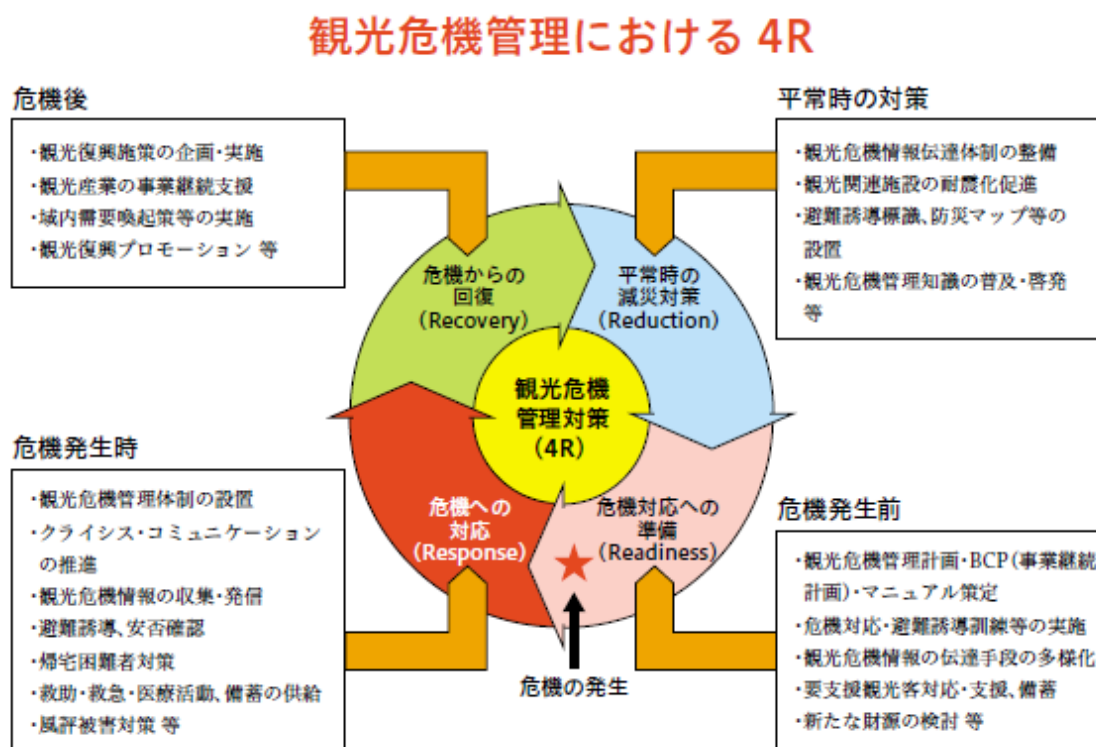 観光危機管理における 4R
危機後
・観光復興施策の企画・実施
・観光産業の事業継続支援
・域内需要喚起策等の実施
・観光復興プロモーション 等
平常時の対策
・観光危機情報伝達体制の整備
・観光関連施設の耐震化促進
・避難誘導標識、防災マップ等の
設置
・観光危機管理知識の普及・啓発
等
危機からの
回復
（Recovery）
平常時の
減災対策
（Reduction）
観光危機
管理対策
（4R）
危機への
対応
（Response）
危機対応への
準備
（Readiness）
危機の発生
危機発生時
・観光危機管理体制の設置
・クライシス・コミュニケーション
の推進
・観光危機情報の収集・発信
・避難誘導、安否確認
・帰宅困難者対策
・救助・救急・医療活動、備蓄の供給
・風評被害対策 等
危機発生前
・観光危機管理計画・BCP（事業継続
計画）・マニュアル策定
・危機対応・避難誘導訓練等の実施
・観光危機情報の伝達手段の多様化
・要支援観光客対応・支援、備蓄
・新たな財源の検討 等